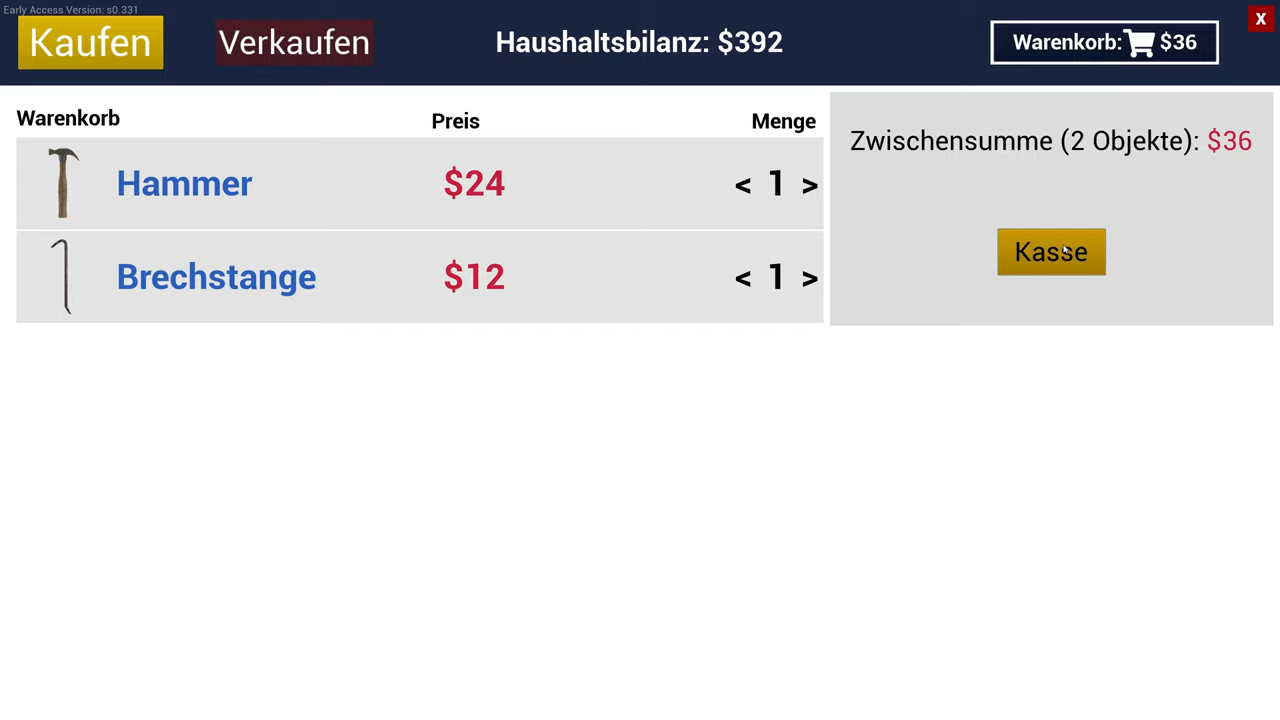 Early Access Version: s0.331
Kaufen
Verkaufen
Haushaltsbilanz: $392
Warenkorb: $36
X
Warenkorb
Preis
Menge
Zwischensumme (2 Objekte): $36
Hammer
$24
< 1 >
Kasse
Brechstange
$12
< 1 >